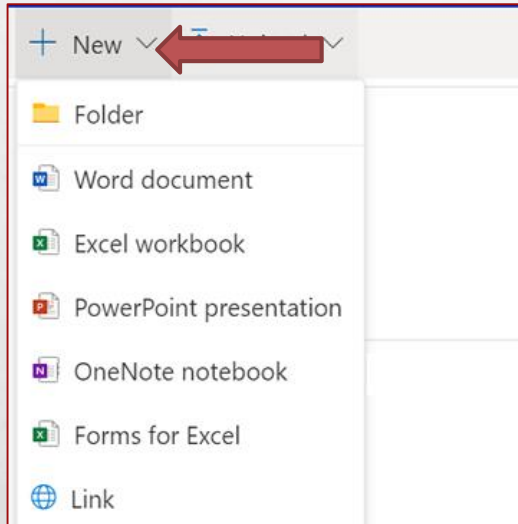 New
Folder
Word document
Excel workbook
PowerPoint presentation
OneNote notebook
Forms for Excel
Link